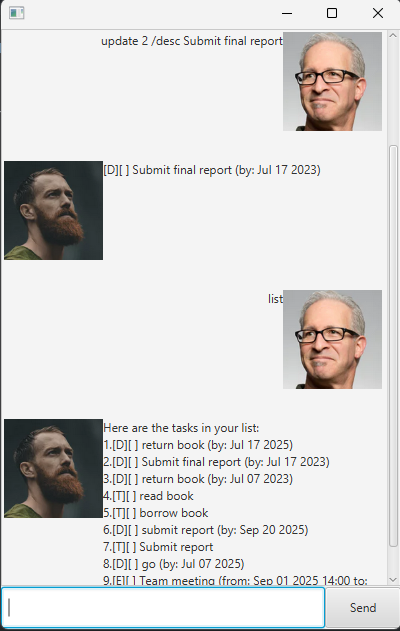 update 2 /desc Submit final report
[D][ ] Submit final report (by: Jul 17 2023)
list
Here are the tasks in your list:
1.[D][ ] return book (by: Jul 17 2025)
2.[D][ ] Submit final report (by: Jul 17 2023)
3.[D][ ] return book (by: Jul 07 2023)
4.[T][ ] read book
5.[T][ ] borrow book
6.[D][ ] submit report (by: Sep 20 2025)
7.[T][ ] Submit report
8.[D][ ] go (by: Jul 07 2025)
9.[E][ ] Team meeting (from: Sep 01 2025 14:00 to:
Send